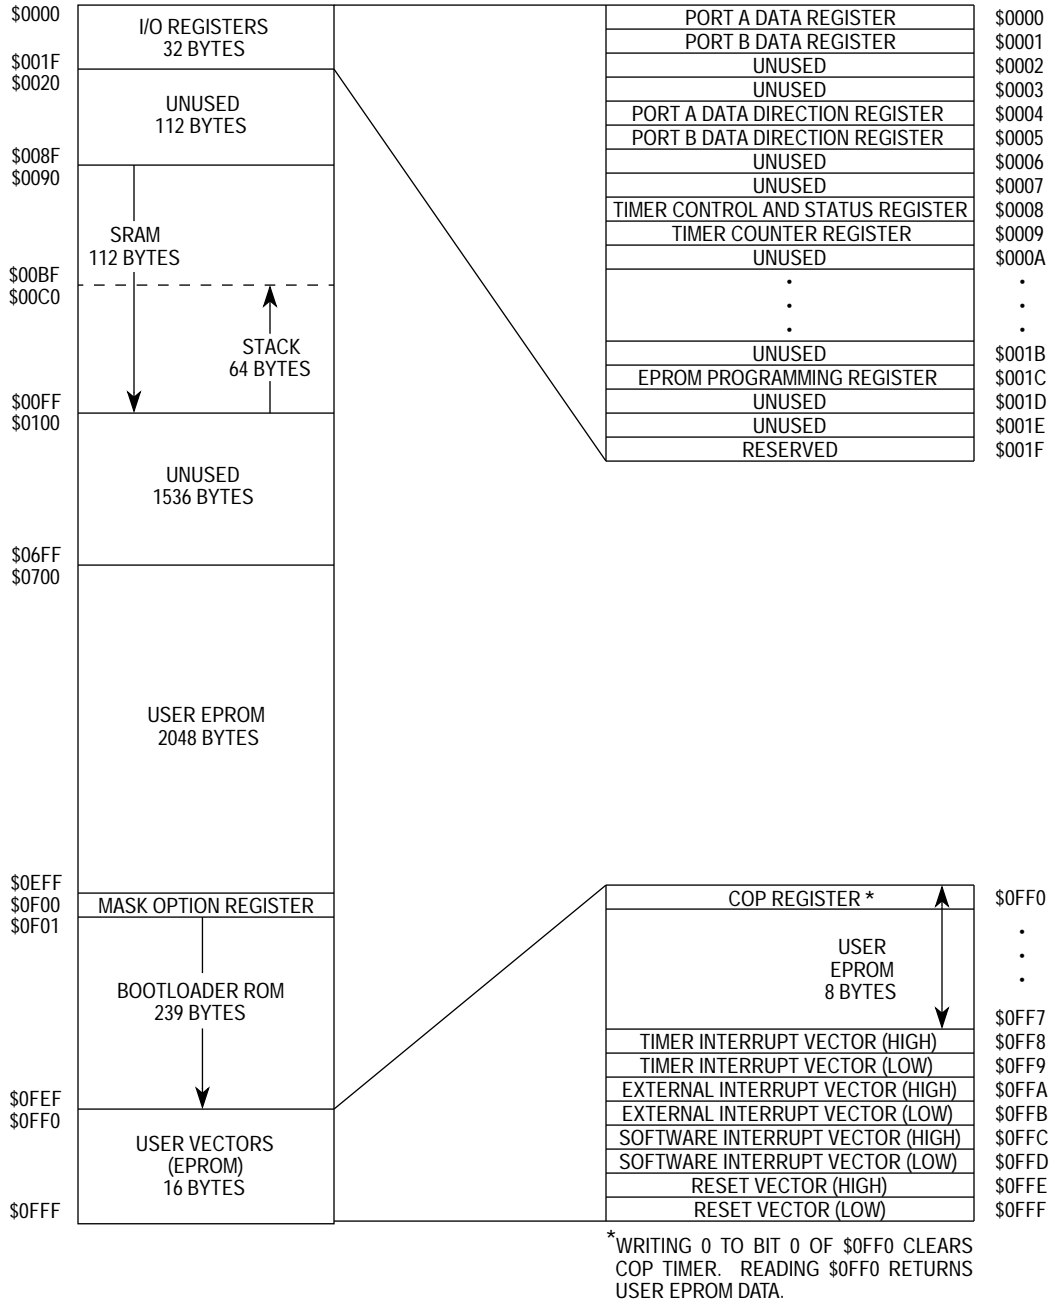 $0000
I/O REGISTERS
32 BYTES
$001F
$0020
UNUSED
112 BYTES
$008F
$0090
SRAM
112 BYTES
$00BF
$00C0
STACK
64 BYTES
$00FF
$0100
UNUSED
1536 BYTES
$06FF
$0700
USER EPROM
2048 BYTES
$0EFF
$0F00 MASK OPTION REGISTER
$0F01
BOOTLOADER ROM
239 BYTES
$0FEF
$0FF0
USER VECTORS
(EPROM)
16 BYTES
$0FFF
PORT A DATA REGISTER $0000
PORT B DATA REGISTER $0001
UNUSED $0002
UNUSED $0003
PORT A DATA DIRECTION REGISTER $0004
PORT B DATA DIRECTION REGISTER $0005
UNUSED $0006
UNUSED $0007
TIMER CONTROL AND STATUS REGISTER $0008
TIMER COUNTER REGISTER $0009
UNUSED $000A
. .
. .
. .
UNUSED $001B
EPROM PROGRAMMING REGISTER $001C
UNUSED $001D
UNUSED $001E
RESERVED $001F
COP REGISTER * $0FF0
.
.
.
USER
EPROM
8 BYTES
$0FF7
TIMER INTERRUPT VECTOR (HIGH) $0FF8
TIMER INTERRUPT VECTOR (LOW) $0FF9
EXTERNAL INTERRUPT VECTOR (HIGH) $0FFA
EXTERNAL INTERRUPT VECTOR (LOW) $0FFB
SOFTWARE INTERRUPT VECTOR (HIGH) $0FFC
SOFTWARE INTERRUPT VECTOR (LOW) $0FFD
RESET VECTOR (HIGH) $0FFE
RESET VECTOR (LOW) $0FFF
*WRITING 0 TO BIT 0 OF $0FF0 CLEARS
COP TIMER. READING $0FF0 RETURNS
USER EPROM DATA.